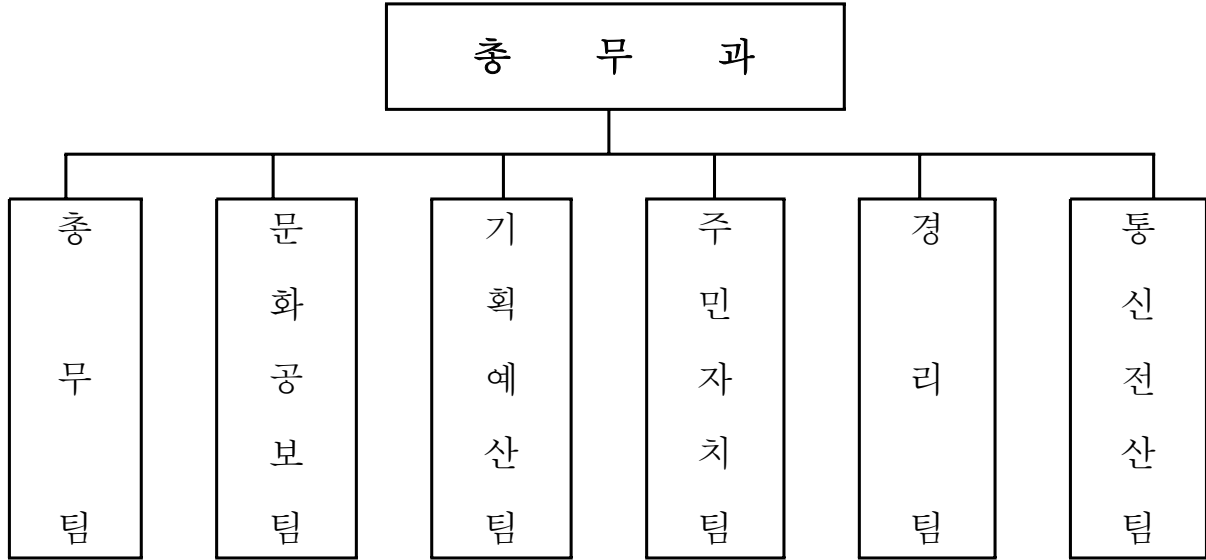 총 무 과
총무팀
문화공보팀
기획예산팀
주민자치팀
경리팀
통신전산팀